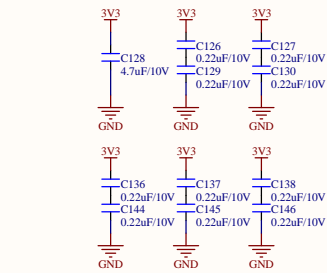 3V3 3V3 3V3
C128
4.7uF/10V
C126
0.22uF/10V
C129
0.22uF/10V
C127
0.22uF/10V
C130
0.22uF/10V
GND GND GND
3V3 3V3 3V3
C136
0.22uF/10V
C144
0.22uF/10V
C137
0.22uF/10V
C145
0.22uF/10V
C138
0.22uF/10V
C146
0.22uF/10V
GND GND GND